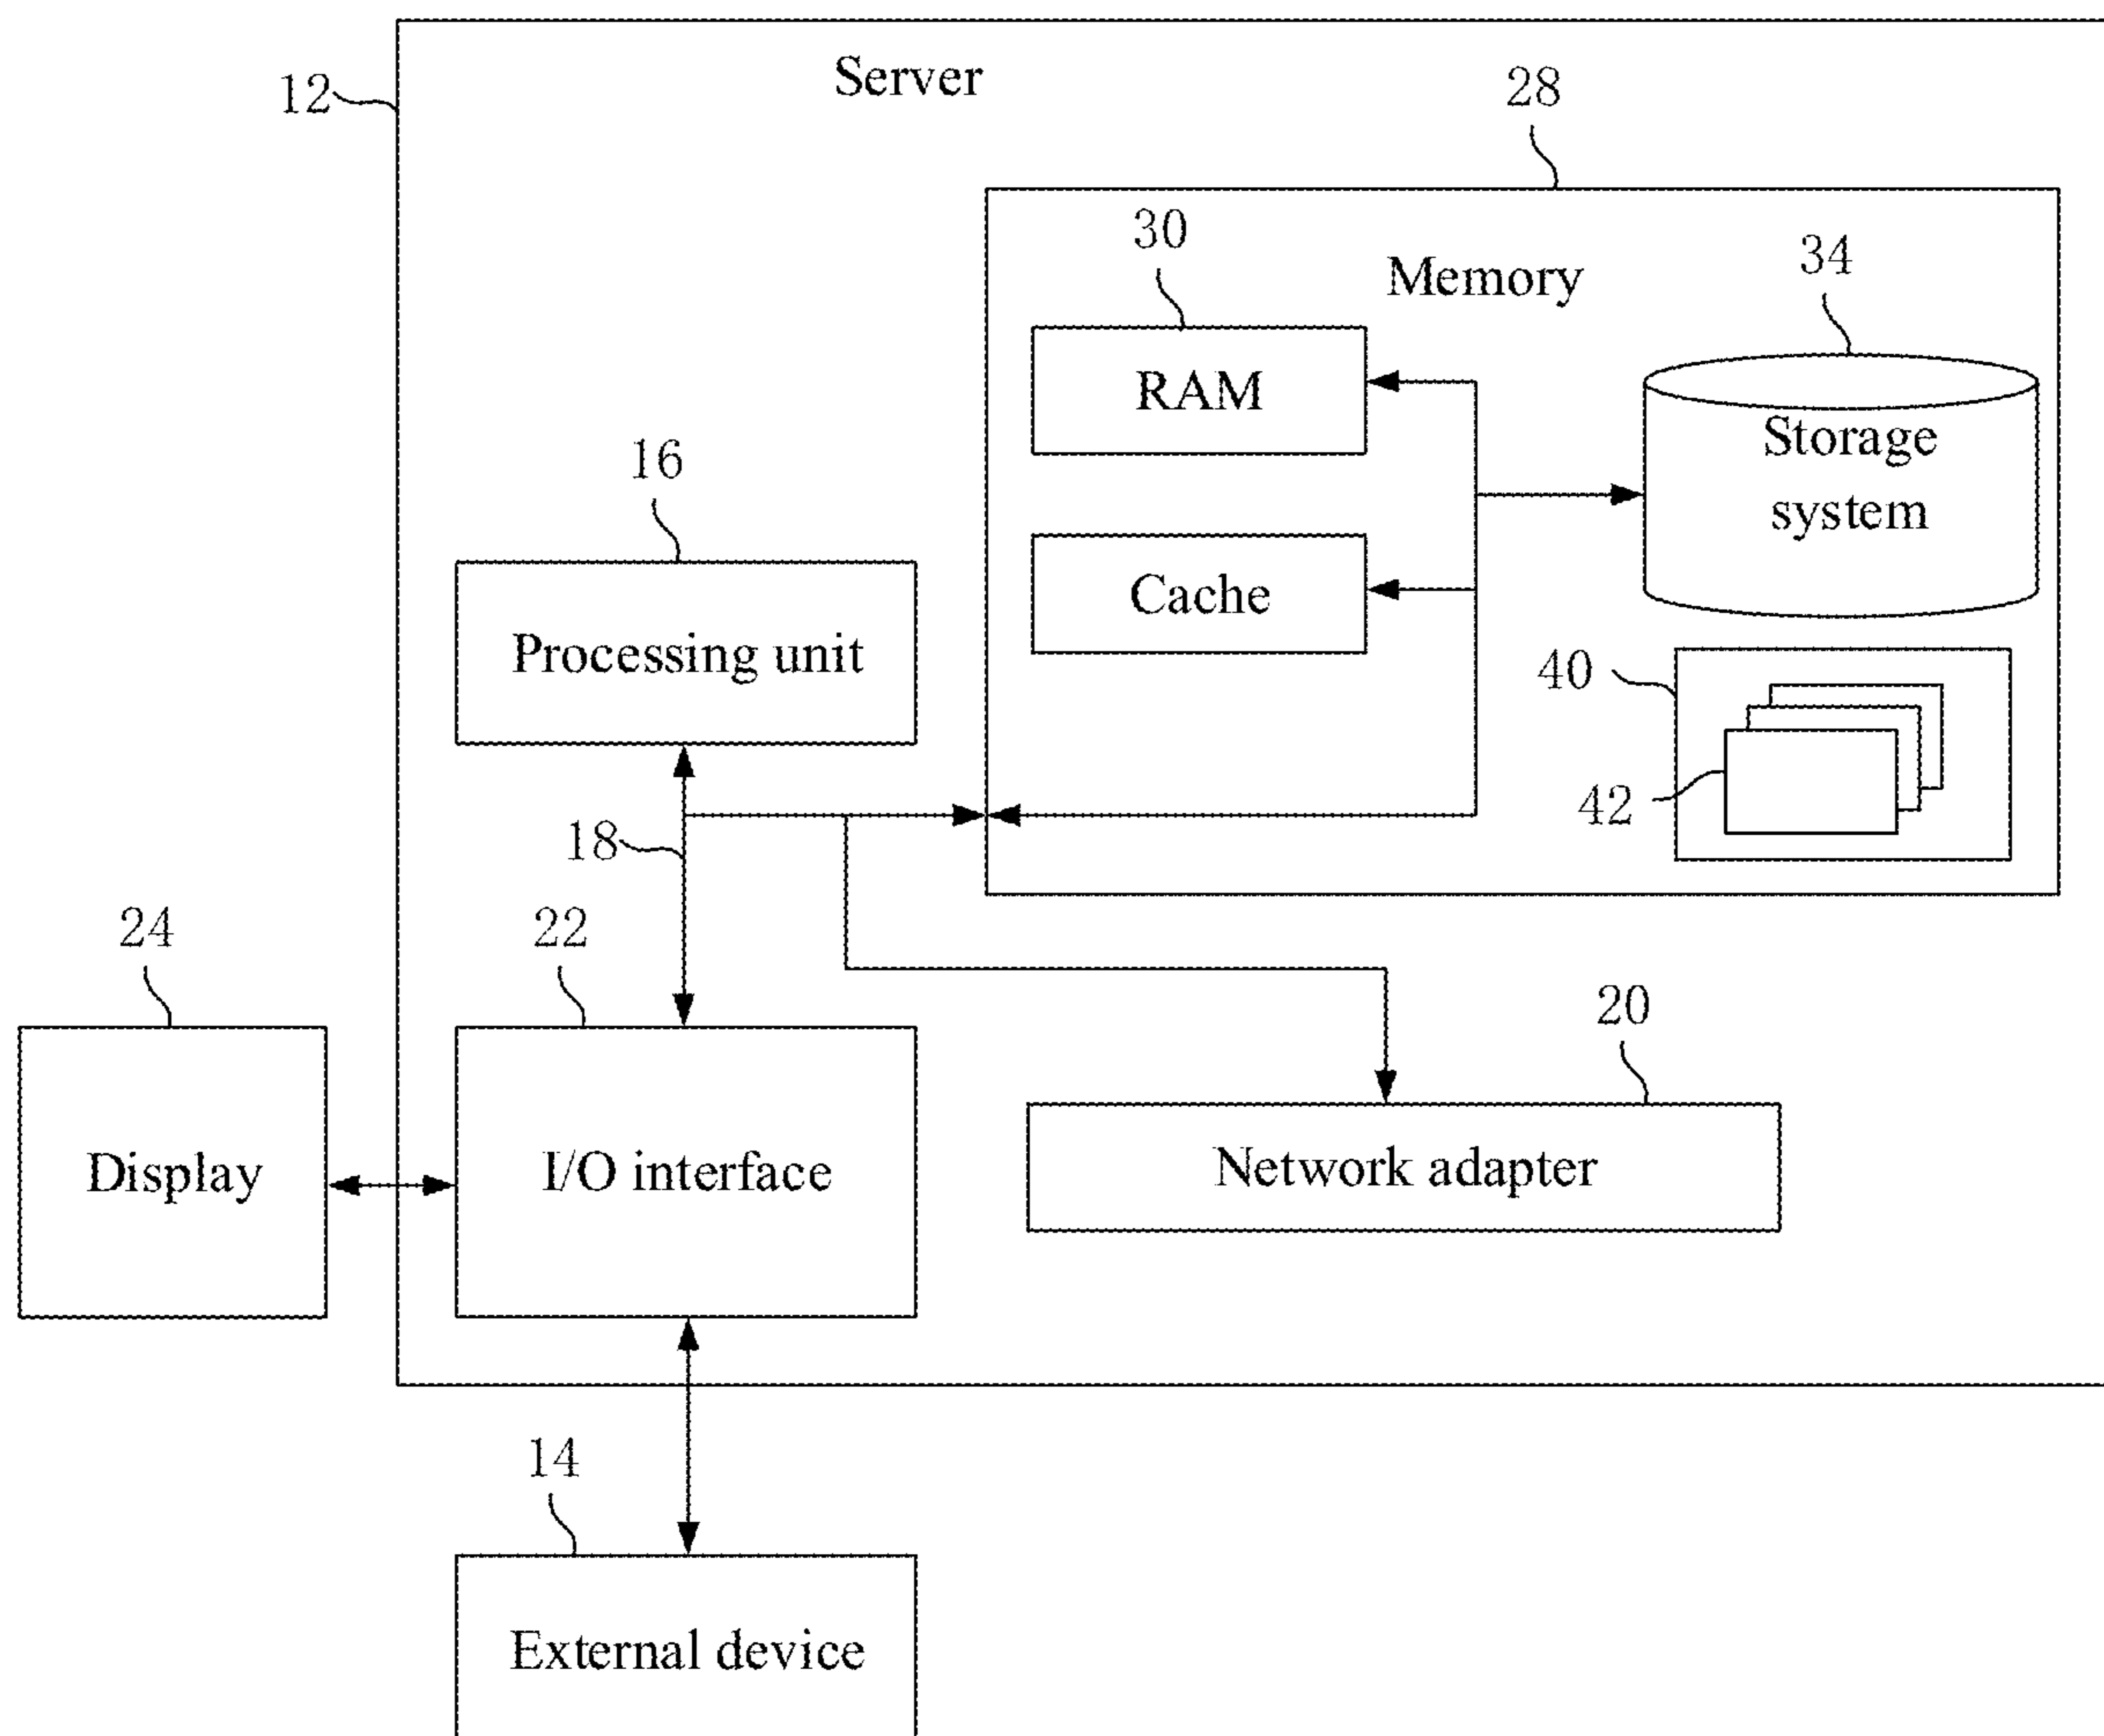 Server
12
28
30
Memory
34
RAM
Storage
system
16
Cache
Processing unit
40
42
18
24
22
20
Display
I/O interface
Network adapter
14
External device